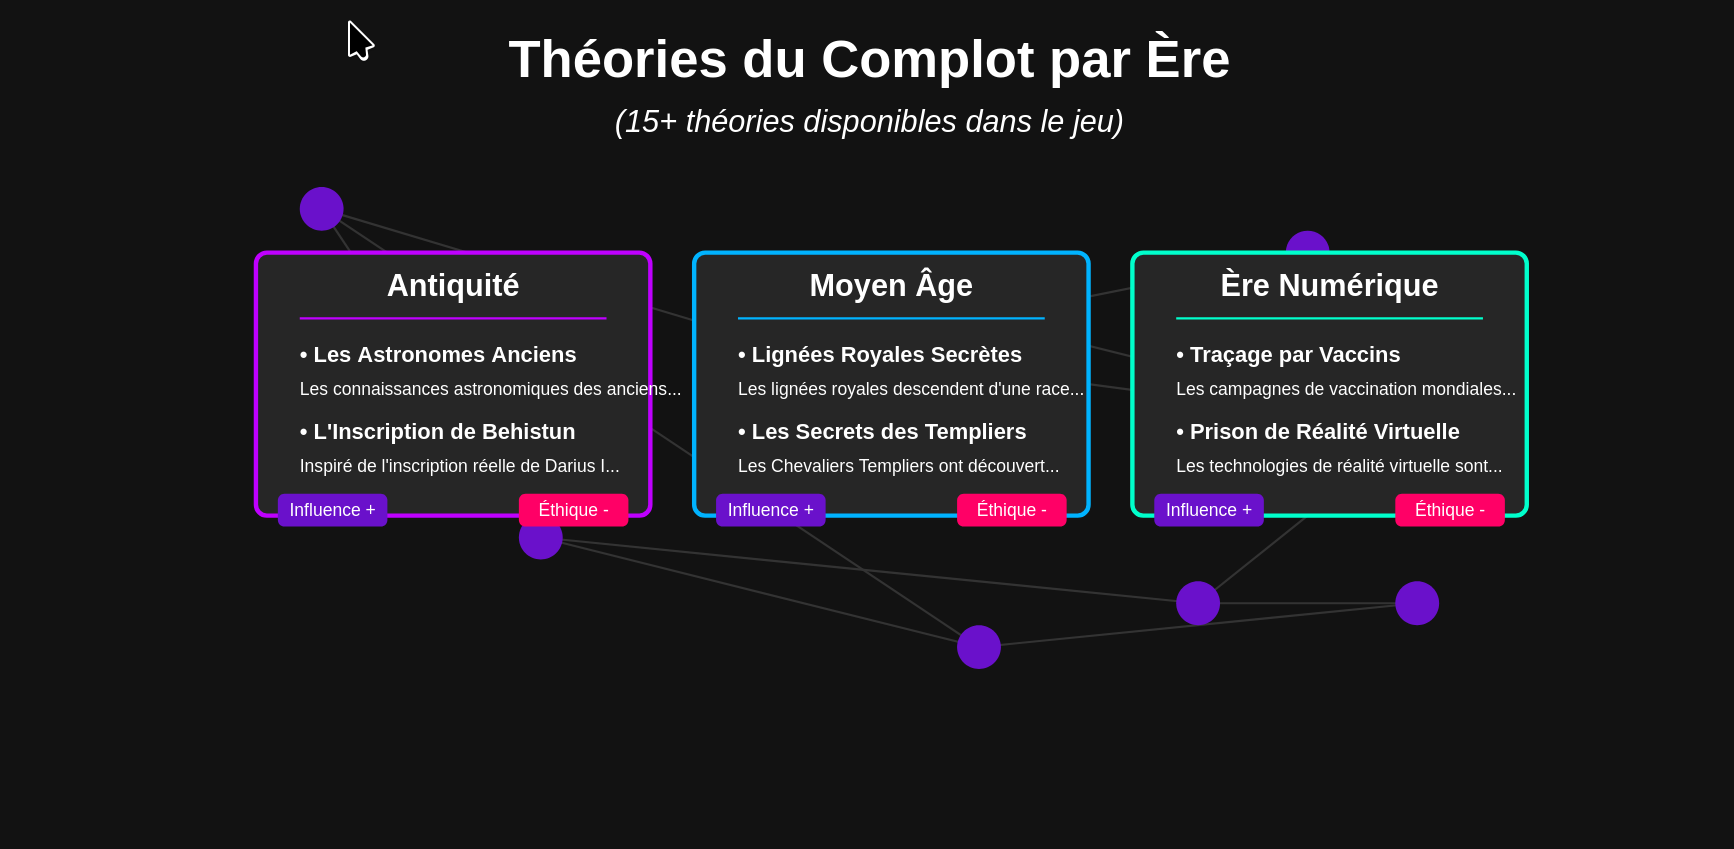 Théories du Complot par Ère
(15+ théories disponibles dans le jeu)
Antiquité
• Les Astronomes Anciens
Les connaissances astronomiques des anciens...
• L'Inscription de Behistun
Inspiré de l'inscription réelle de Darius I...
Influence +
Éthique -
Moyen Âge
• Lignées Royales Secrètes
Les lignées royales descendent d'une race...
• Les Secrets des Templiers
Les Chevaliers Templiers ont découvert...
Influence +
Éthique -
Ère Numérique
• Traçage par Vaccins
Les campagnes de vaccination mondiales...
• Prison de Réalité Virtuelle
Les technologies de réalité virtuelle sont...
Influence +
Éthique -